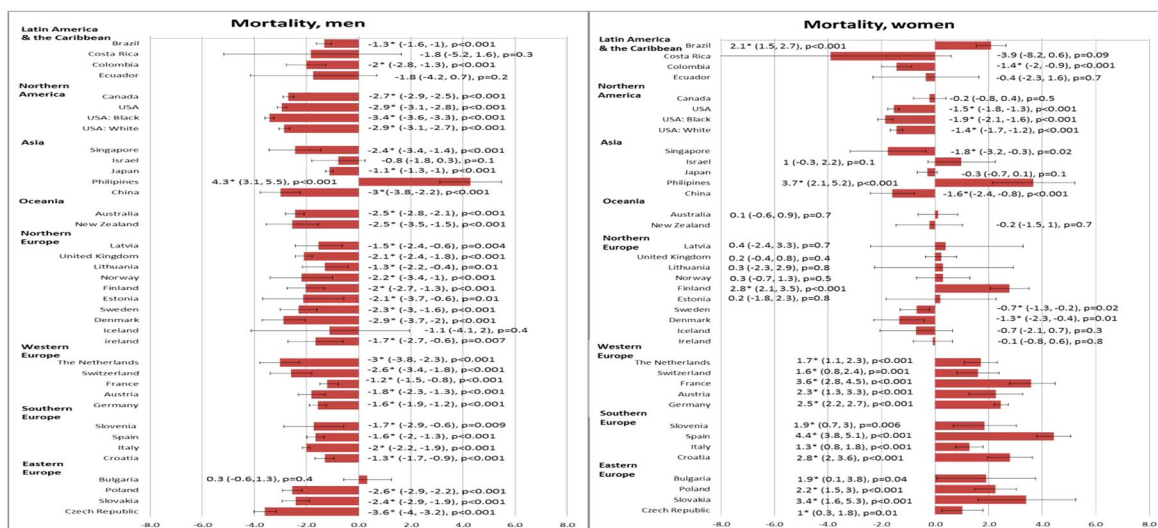 Mortality, men
Latin America
& the Caribbean
Brazil -1.3* (-1.6, -1), p<0.001
Costa Rica -1.8 (-5.2, 1.6), p=0.3
Colombia -2* (-2.8, -1.3), p<0.001
Ecuador -1.8 (-4.2, 0.7), p=0.2
Northern
America
Canada -2.7* (-2.9, -2.5), p<0.001
USA -2.9* (-3.1, -2.8), p<0.001
USA: Black -3.4* (-3.6, -3.3), p<0.001
USA: White -2.9* (-3.1, -2.7), p<0.001
Asia
Singapore -2.4* (-3.4, -1.4), p<0.001
Israel -0.8 (-1.8, 0.3), p=0.1
Japan -1.1* (-1.3, -1), p<0.001
Philipines 4.3* (3.1, 5.5), p<0.001
China -3* (-3.8, -2.2), p<0.001
Oceania
Australia -2.5* (-2.8, -2.1), p<0.001
New Zealand -2.5* (-3.5, -1.5), p<0.001
Northern
Europe
Latvia -1.5* (-2.4, -0.6), p=0.004
United Kingdom -2.1* (-2.4, -1.8), p<0.001
Lithuania -1.3* (-2.2, -0.4), p=0.01
Norway -2.2* (-3.4, -1), p<0.001
Finland -2* (-2.7, -1.3), p<0.001
Estonia -2.1* (-3.7, -0.6), p=0.01
Sweden -2.3* (-3, -1.6), p<0.001
Denmark -2.9* (-3.7, -2), p<0.001
Iceland -1.1 (-4.1, 2), p=0.4
ireland -1.7* (-2.7, -0.6), p=0.007
Western
Europe
The Netherlands -3* (-3.8, -2.3), p<0.001
Switzerland -2.6* (-3.4, -1.8), p<0.001
France -1.2* (-1.5, -0.8), p<0.001
Austria -1.8* (-2.3, -1.3), p<0.001
Germany -1.6* (-1.9, -1.2), p<0.001
Southern
Europe
Slovenia -1.7* (-2.9, -0.6), p=0.009
Spain -1.6* (-2, -1.3), p<0.001
Italy -2* (-2.2, -1.9), p<0.001
Croatia -1.3* (-1.7, -0.9), p<0.001
Eastern
Europe
Bulgaria 0.3 (-0.6,1.3), p=0.4
Poland -2.6* (-2.9, -2.2), p<0.001
Slovakia -2.4* (-2.9, -1.9), p<0.001
Czech Republic -3.6* (-4, -3.2), p<0.001
-8.0 -6.0 -4.0 -2.0 0.0 2.0 4.0 6.0 8.0
Mortality, women
Latin America
& the Caribbean
Brazil 2.1* (1.5, 2.7), p<0.001
Costa Rica -3.9 (-8.2, 0.6), p=0.09
Colombia -1.4* (-2, -0.9), p<0.001
Ecuador -0.4 (-2.3, 1.6), p=0.7
Northern
America
Canada -0.2 (-0.8, 0.4), p=0.5
USA -1.5* (-1.8, -1.3), p<0.001
USA: Black -1.9* (-2.1, -1.6), p<0.001
USA: White -1.4* (-1.7, -1.2), p<0.001
Asia
Singapore -1.8* (-3.2, -0.3), p=0.02
Israel 1 (-0.3, 2.2), p=0.1
Japan -0.3 (-0.7, 0.1), p=0.1
Philipines 3.7* (2.1, 5.2), p<0.001
China -1.6*(-2.4, -0.8), p<0.001
Oceania
Australia 0.1 (-0.6, 0.9), p=0.7
New Zealand -0.2 (-1.5, 1), p=0.7
Northern
Europe
Latvia 0.4 (-2.4, 3.3), p=0.7
United Kingdom 0.2 (-0.4, 0.8), p=0.4
Lithuania 0.3 (-2.3, 2.9), p=0.8
Norway 0.3 (-0.7, 1.3), p=0.5
Finland 2.8* (2.1, 3.5), p<0.001
Estonia 0.2 (-1.8, 2.3), p=0.8
Sweden -0.7* (-1.3, -0.2), p=0.02
Denmark -1.3* (-2.3, -0.4), p=0.01
Iceland -0.7 (-2.1, 0.7), p=0.3
Ireland -0.1 (-0.8, 0.6), p=0.8
Western
Europe
The Netherlands 1.7* (1.1, 2.3), p<0.001
Switzerland 1.6* (0.8, 2.4), p=0.001
France 3.6* (2.8, 4.5), p<0.001
Austria 2.3* (1.3, 3.3), p<0.001
Germany 2.5* (2.2, 2.7), p<0.001
Southern
Europe
Slovenia 1.9* (0.7, 3), p=0.006
Spain 4.4* (3.8, 5.1), p<0.001
Italy 1.3* (0.8, 1.8), p<0.001
Croatia 2.8* (2, 3.6), p<0.001
Eastern
Europe
Bulgaria 1.9* (0.1, 3.8), p=0.04
Poland 2.2* (1.5, 3), p<0.001
Slovakia 3.4* (1.6, 5.3), p<0.001
Czech Republic 1* (0.3, 1.8), p=0.01
-8.0 -6.0 -4.0 -2.0 0.0 2.0 4.0 6.0 8.0